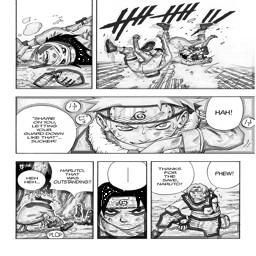 HAH!
"SHAME
ON YOU,
LETTING
YOUR
GUARD DOWN
LIKE THAT"...
SUCKER!
PHEW!
THANKS
FOR
THE
SAVE,
NARUTO!
NARUTO,
THAT
WAS
OUTSTANDING!
HEH
HEH...
PLOP